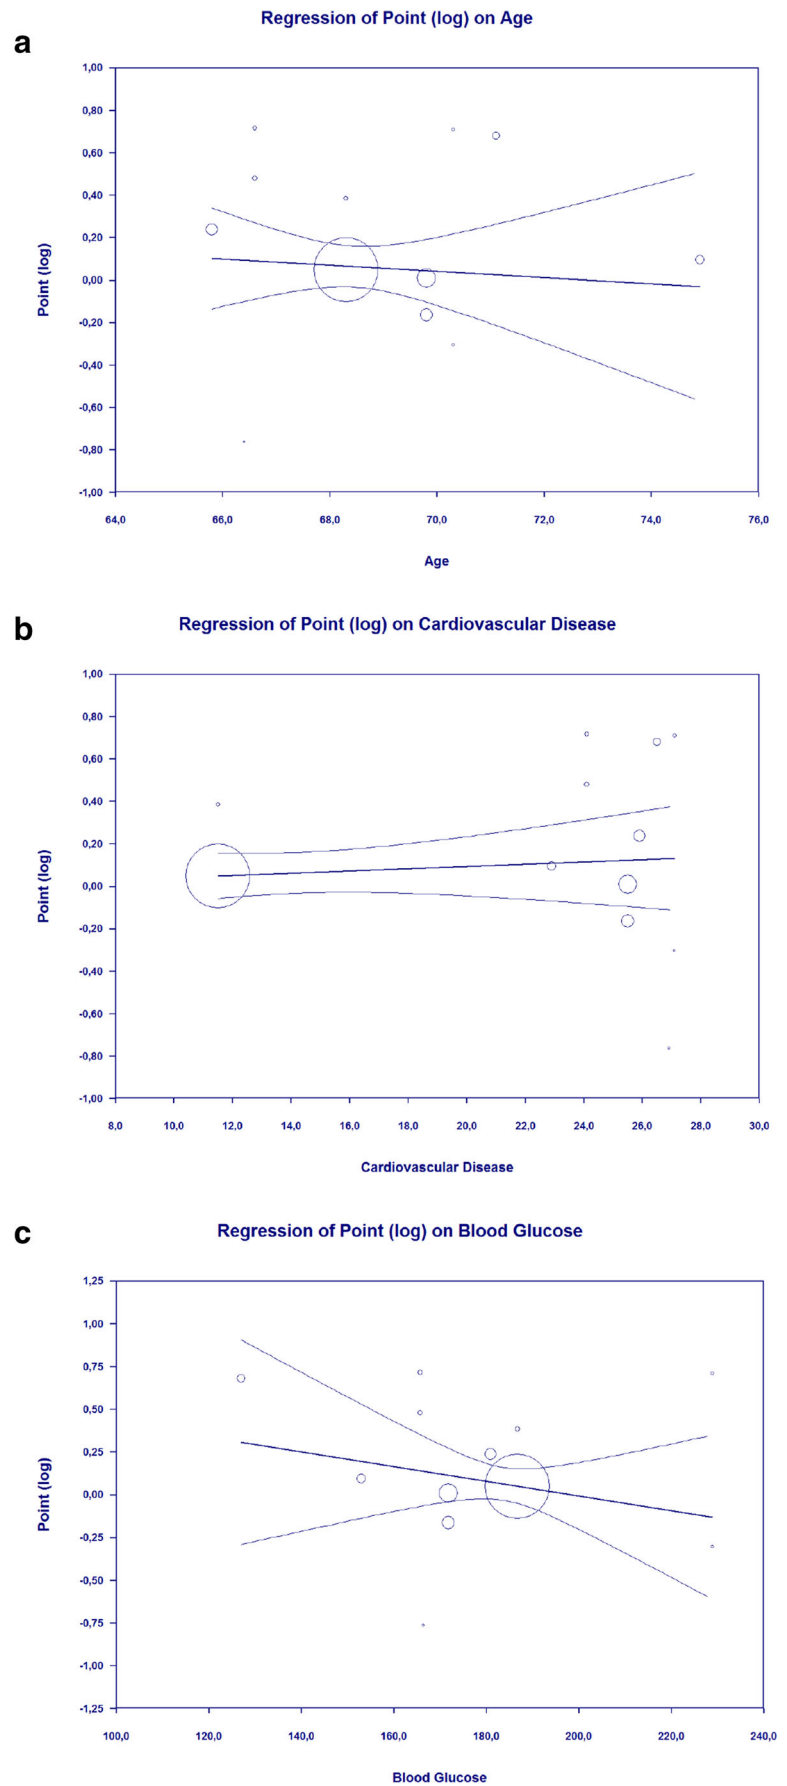 a
Regression of Point (log) on Age
Point (log)
1,00
0,80
0,60
0,40
0,20
0,00
-0,20
-0,40
-0,60
-0,80
-1,00
64,0 66,0 68,0 70,0 72,0 74,0 76,0
Age
b
Regression of Point (log) on Cardiovascular Disease
Point (log)
1,00
0,80
0,60
0,40
0,20
0,00
-0,20
-0,40
-0,60
-0,80
-1,00
8,0 10,0 12,0 14,0 16,0 18,0 20,0 22,0 24,0 26,0 28,0 30,0
Cardiovascular Disease
c
Regression of Point (log) on Blood Glucose
Point (log)
1,25
1,00
0,75
0,50
0,25
0,00
-0,25
-0,50
-0,75
-1,00
-1,25
100,0 120,0 140,0 160,0 180,0 200,0 220,0 240,0
Blood Glucose